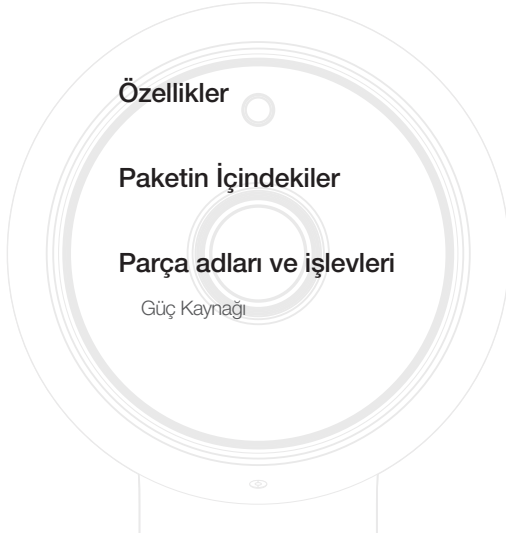 Özellikler
Paketin İçindekiler
Parça adları ve işlevleri
Güç Kaynağı